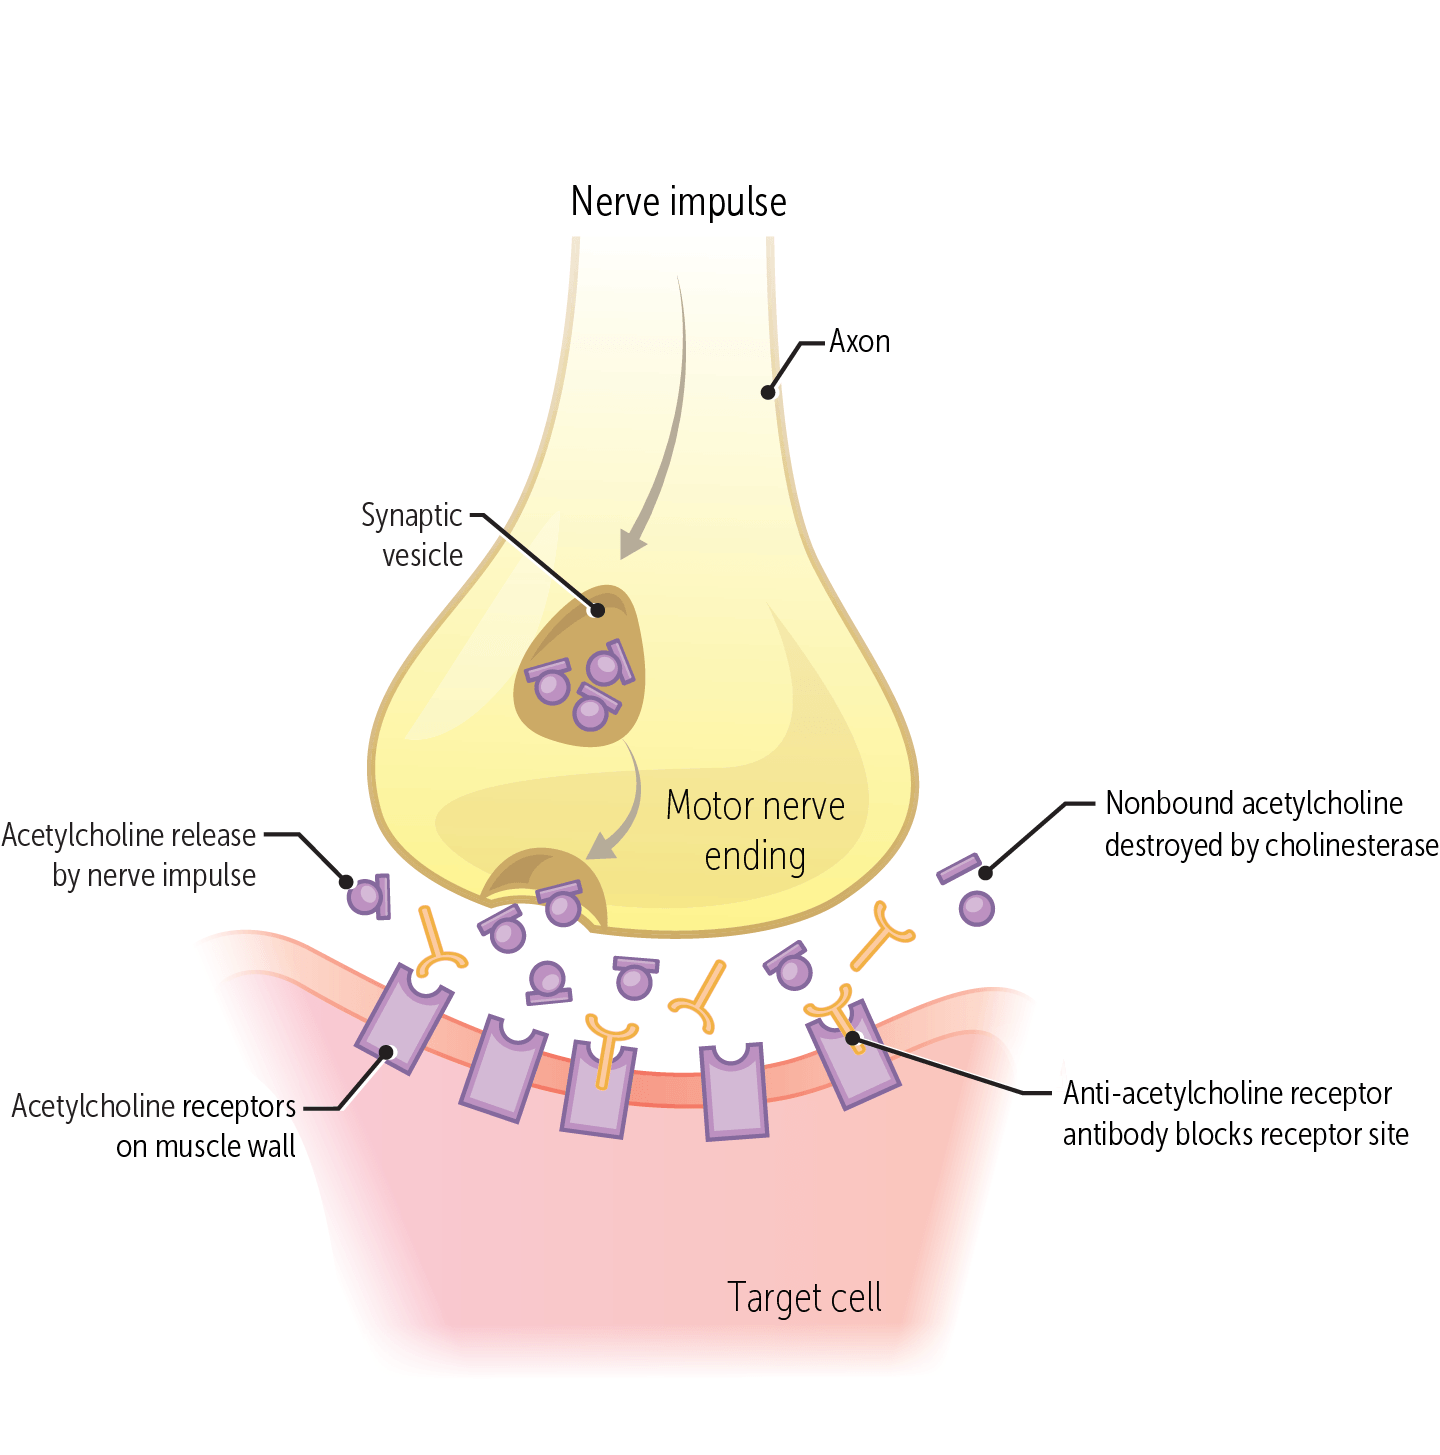 Nerve impulse
Axon
Synaptic
vesicle
Motor nerve
ending
Acetylcholine release
by nerve impulse
Nonbound acetylcholine
destroyed by cholinesterase
Acetylcholine receptors
on muscle wall
Anti-acetylcholine receptor
antibody blocks receptor site
Target cell